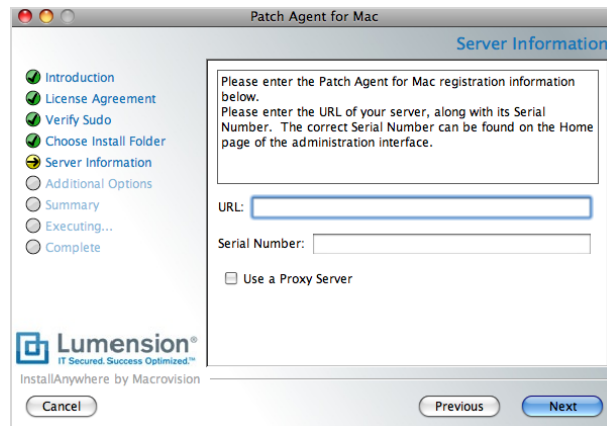 Patch Agent for Mac
Server Information
Introduction
License Agreement
Verify Sudo
Choose Install Folder
Server Information
Additional Options
Summary
Executing...
Complete
Please enter the Patch Agent for Mac registration information
below.
Please enter the URL of your server, along with its Serial
Number. The correct Serial Number can be found on the Home
page of the administration interface.
URL:
Serial Number:
Use a Proxy Server
Lumension®
IT Secured. Success Optimized.™
InstallAnywhere by Macrovision
Cancel
Previous
Next